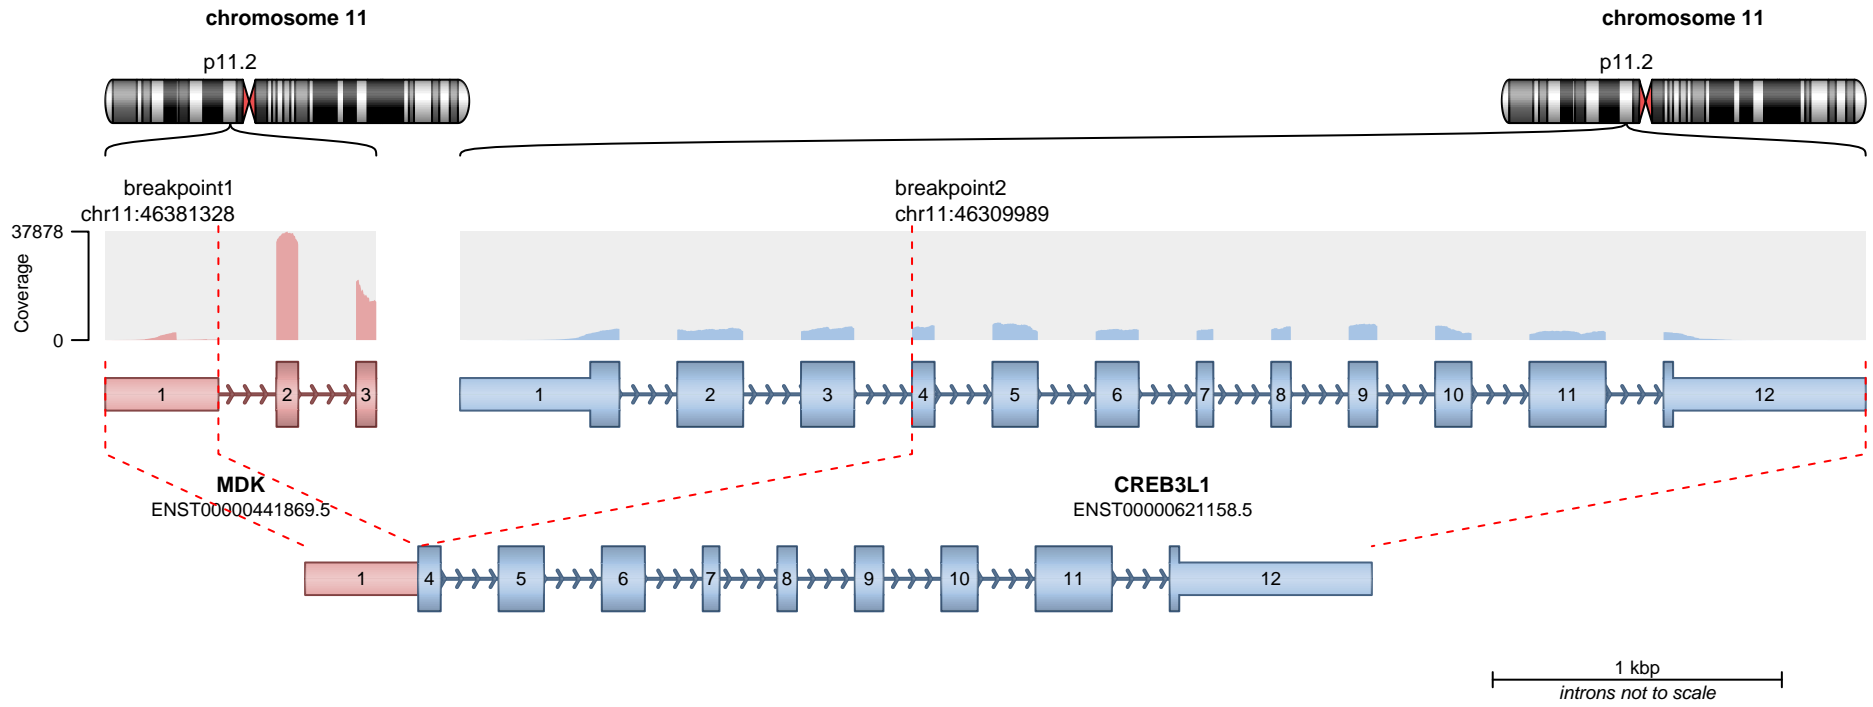 chromosome 11
chromosome 11
p11.2
p11.2
breakpoint1
chr11:46381328
breakpoint2
chr11:46309989
37878
Coverage
0
1
2
3
1
2
3
4
5
6
7
8
9
10
11
12
MDK
ENST00000441869.5
CREB3L1
ENST00000621158.5
1
4
5
6
7
8
9
10
11
12
1 kbp
introns not to scale